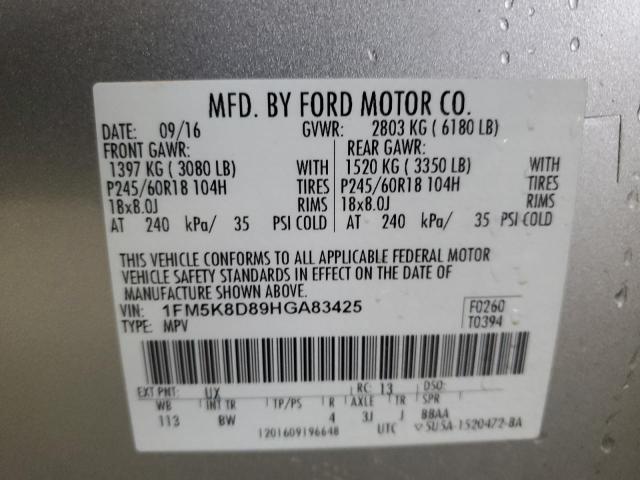 MFD. BY FORD MOTOR CO.
DATE: 09/16 GVWR: 2803 KG ( 6180 LB)
FRONT GAWR: REAR GAWR:
1397 KG ( 3080 LB) WITH 1520 KG ( 3350 LB) WITH
P245/60R18 104H TIRES P245/60R18 104H TIRES
18x8.0J RIMS 18x8.0J RIMS
AT 240 kPa/ 35 PSI COLD AT 240 kPa/ 35 PSI COLD
THIS VEHICLE CONFORMS TO ALL APPLICABLE FEDERAL MOTOR
VEHICLE SAFETY STANDARDS IN EFFECT ON THE DATE OF
MANUFACTURE SHOWN ABOVE.
VIN: 1FM5K8D89HGA83425 F0260
TYPE: MPV T0394
EXT PNT: UX RC: 13 DSO:
WB INT TR TP/PS R AXLE TR SPR
113 BW 4 3J J BBAA
1201609196648 UTC ▽5U5A-1520472-BA